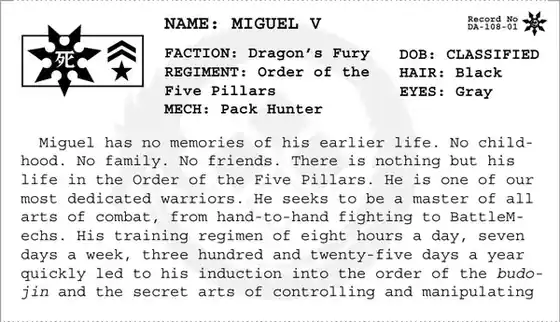 NAME: MIGUEL V
Record No
DA-108-01
FACTION: Dragon's Fury
REGIMENT: Order of the
Five Pillars
MECH: Pack Hunter
DOB: CLASSIFIED
HAIR: Black
EYES: Gray
死
Miguel has no memories of his earlier life. No child-
hood. No family. No friends. There is nothing but his
life in the Order of the Five Pillars. He is one of our
most dedicated warriors. He seeks to be a master of all
arts of combat, from hand-to-hand fighting to BattleM-
echs. His training regimen of eight hours a day, seven
days a week, three hundred and twenty-five days a year
quickly led to his induction into the order of the budo-
jin and the secret arts of controlling and manipulating